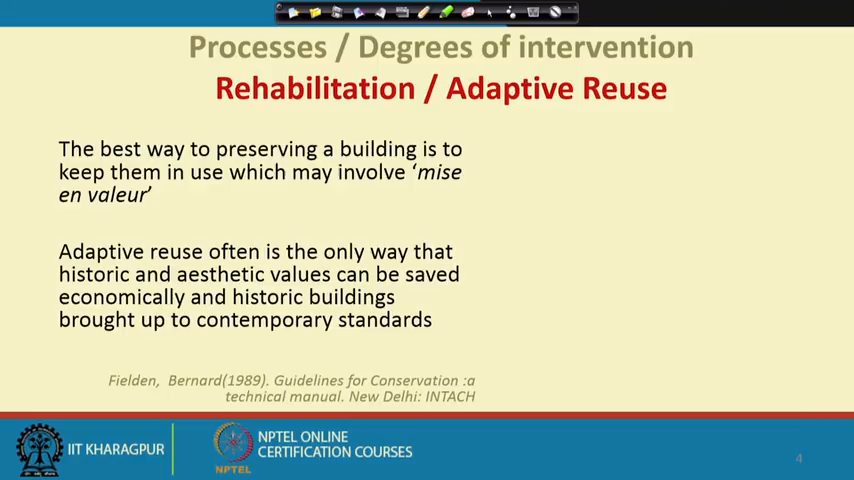 Processes / Degrees of intervention
Rehabilitation / Adaptive Reuse
The best way to preserving a building is to
keep them in use which may involve ‘mise
en valeur’
Adaptive reuse often is the only way that
historic and aesthetic values can be saved
economically and historic buildings
brought up to contemporary standards
Fielden, Bernard(1989). Guidelines for Conservation :a
technical manual. New Delhi: INTACH
IIT KHARAGPUR
NPTEL
NPTEL ONLINE
CERTIFICATION COURSES
4